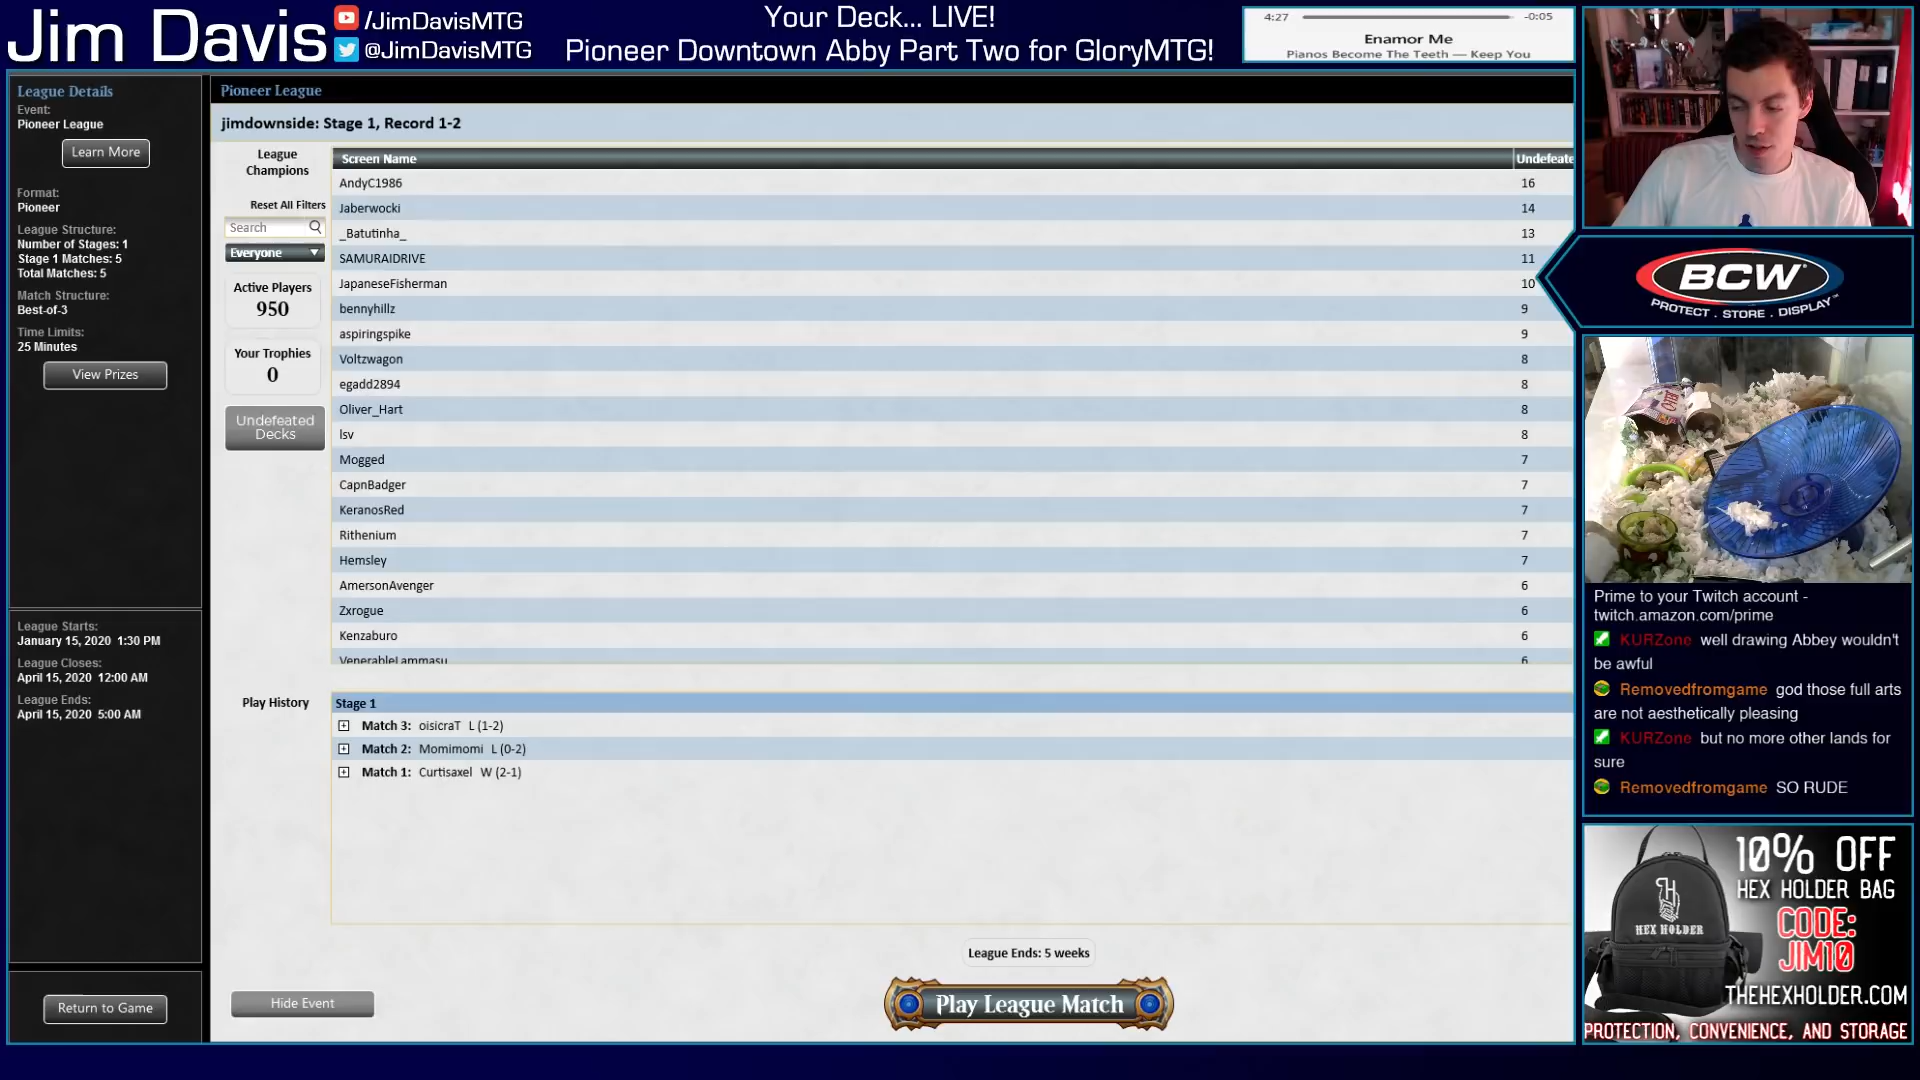 Jim Davis
/JimDavisMTG
@JimDavisMTG
Your Deck... LIVE!
Pioneer Downtown Abby Part Two for GloryMTG!
4:27
-0:05
Enamor Me
Pianos Become The Teeth — Keep You
League Details
Event:
Pioneer League
Learn More
Format:
Pioneer
League Structure:
Number of Stages: 1
Stage 1 Matches: 5
Total Matches: 5
Match Structure:
Best-of-3
Time Limits:
25 Minutes
View Prizes
League Starts:
January 15, 2020 1:30 PM
League Closes:
April 15, 2020 12:00 AM
League Ends:
April 15, 2020 5:00 AM
Return to Game
Pioneer League
jimdownside: Stage 1, Record 1-2
League
Champions
Reset All Filters
Search
Everyone
Active Players
950
Your Trophies
0
Undefeated
Decks
Screen Name Undefeate
AndyC1986 16
Jaberwocki 14
_Batutinha_ 13
SAMURAIDRIVE 11
JapaneseFisherman 10
bennyhillz 9
aspiringspike 9
Voltzwagon 8
egadd2894 8
Oliver_Hart 8
lsv 8
Mogged 7
CapnBadger 7
KeranosRed 7
Rithenium 7
Hemsley 7
AmersonAvenger 6
Zxrogue 6
Kenzaburo 6
VenerableLammasu 6
Play History
Stage 1
Match 3: oisicraT L (1-2)
Match 2: Momimomi L (0-2)
Match 1: Curtisaxel W (2-1)
League Ends: 5 weeks
Hide Event
Play League Match
BCW
PROTECT . STORE . DISPLAY™
Prime to your Twitch account -
twitch.amazon.com/prime
KURZone well drawing Abbey wouldn't
be awful
Removedfromgame god those full arts
are not aesthetically pleasing
KURZone but no more other lands for
sure
Removedfromgame SO RUDE
10% OFF
HEX HOLDER BAG
CODE:
JIM10
HEX HOLDER
THEHEXHOLDER.COM
PROTECTION, CONVENIENCE, AND STORAGE